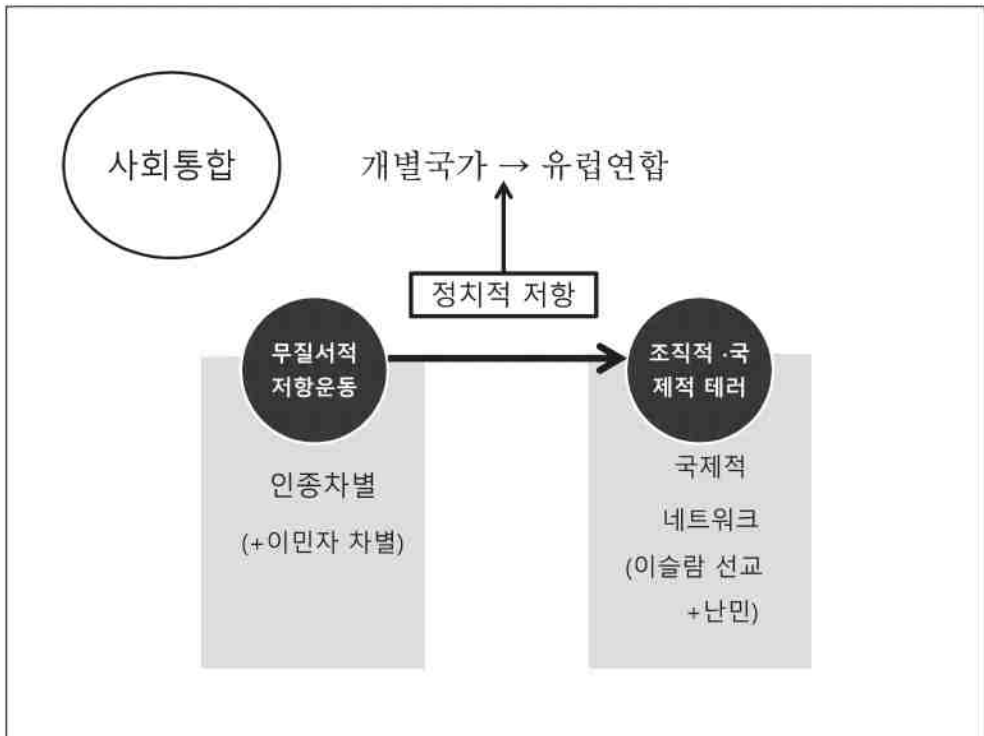 사회통합
개별국가 → 유럽연합
정치적 저항
무질서적
저항운동
인종차별
(+이민자 차별)
조직적 ·국
제적 테러
국제적
네트워크
(이슬람 선교
+난민)